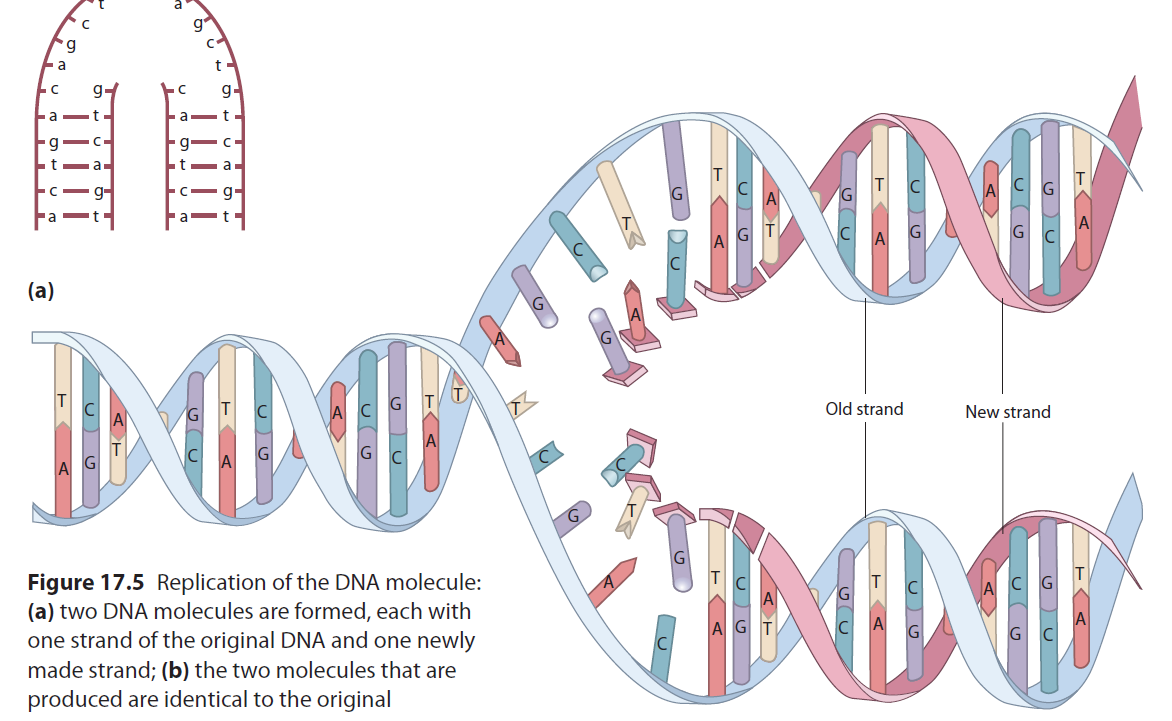 t a
c g
g c
a t
c g c g
a t a t
g c g c
t a t a
c g c g
a t a t
(a)
G
T
T C A
C
C
A G T
G
A
G
A
T
G T C
C A G
A C G T
G C A
T C A
A G T
G T C
C A G
A C G T
G C A
T
T
C
G
A
C
C
T
G
Old strand New strand
T C A
A G T
G T C
C A G
A C G T
G C A
Figure 17.5 Replication of the DNA molecule:
(a) two DNA molecules are formed, each with
one strand of the original DNA and one newly
made strand; (b) the two molecules that are
produced are identical to the original